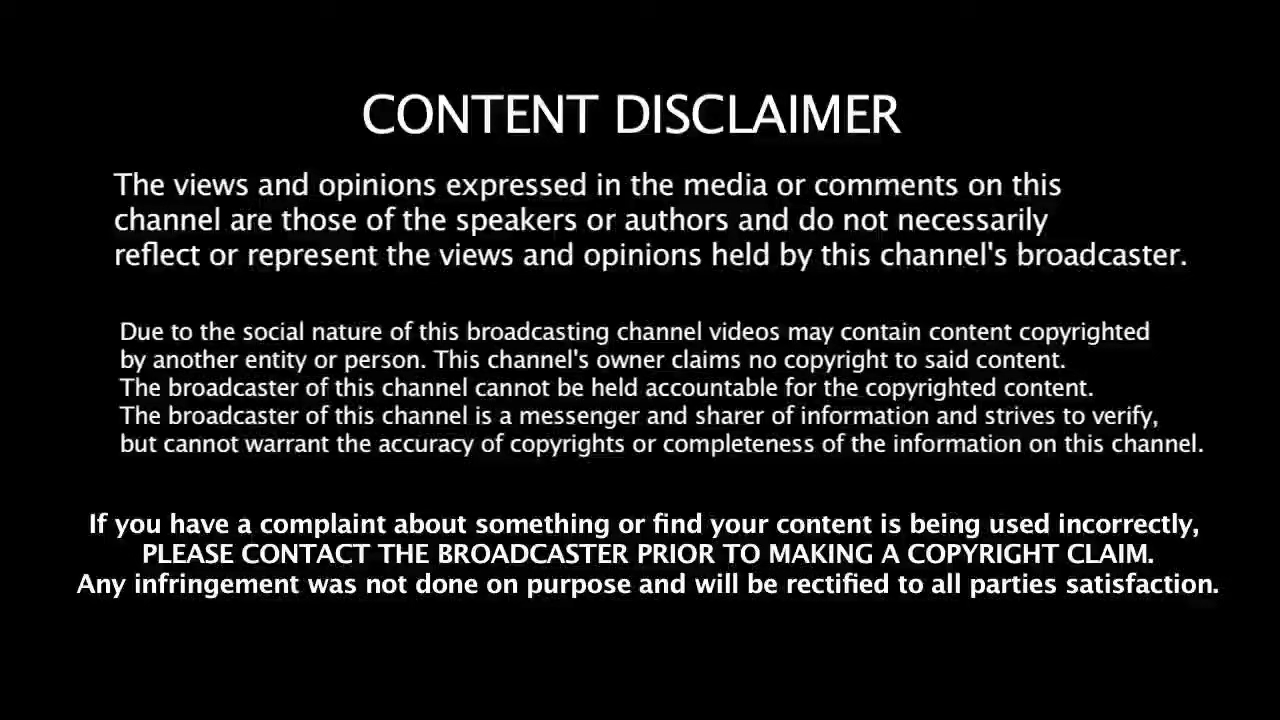 CONTENT DISCLAIMER
The views and opinions expressed in the media or comments on this
channel are those of the speakers or authors and do not necessarily
reflect or represent the views and opinions held by this channel's broadcaster.
Due to the social nature of this broadcasting channel videos may contain content copyrighted
by another entity or person. This channel's owner claims no copyright to said content.
The broadcaster of this channel cannot be held accountable for the copyrighted content.
The broadcaster of this channel is a messenger and sharer of information and strives to verify,
but cannot warrant the accuracy of copyrights or completeness of the information on this channel.
If you have a complaint about something or find your content is being used incorrectly,
PLEASE CONTACT THE BROADCASTER PRIOR TO MAKING A COPYRIGHT CLAIM.
Any infringement was not done on purpose and will be rectified to all parties satisfaction.